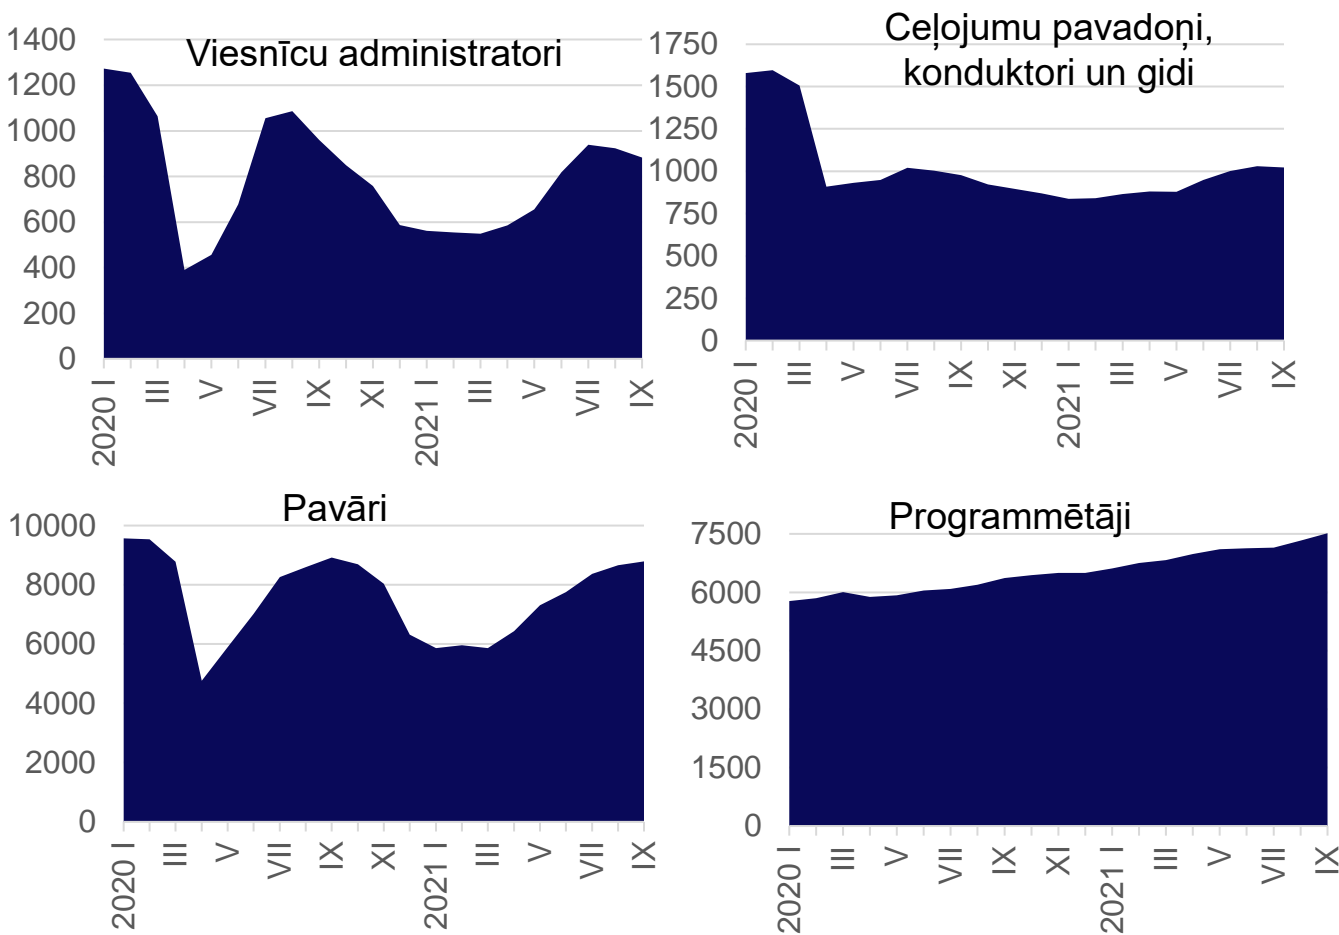 Viesnīcu administratori
1400
1200
1000
800
600
400
200
0
2020 I
III
V
VII
IX
XI
2021 I
III
V
VII
IX
Ceļojumu pavadoņi,
konduktori un gidi
1750
1500
1250
1000
750
500
250
0
2020 I
III
V
VII
IX
XI
2021 I
III
V
VII
IX
Pavāri
10000
8000
6000
4000
2000
0
2020 I
III
V
VII
IX
XI
2021 I
III
V
VII
IX
Programmētāji
7500
6000
4500
3000
1500
0
2020 I
III
V
VII
IX
XI
2021 I
III
V
VII
IX